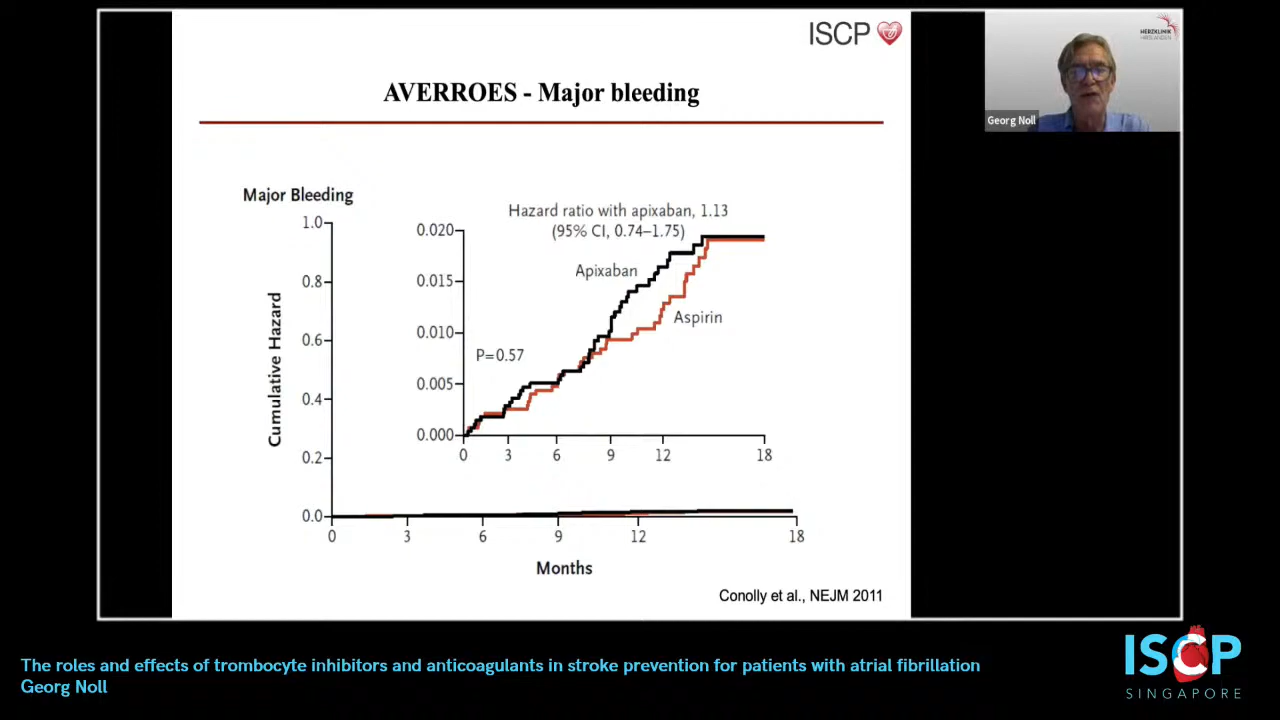 ISCP
HERZKLINIK
HIRSLANDEN
Georg Noll
AVERROES - Major bleeding
Major Bleeding
1.0
0.8
0.6
0.4
0.2
0.0
Cumulative Hazard
0 3 6 9 12 18
Months
Hazard ratio with apixaban, 1.13
(95% CI, 0.74–1.75)
0.020
0.015
0.010
0.005
0.000
Apixaban
Aspirin
P=0.57
0 3 6 9 12 18
Conolly et al., NEJM 2011
The roles and effects of trombocyte inhibitors and anticoagulants in stroke prevention for patients with atrial fibrillation
Georg Noll
ISCP
SINGAPORE